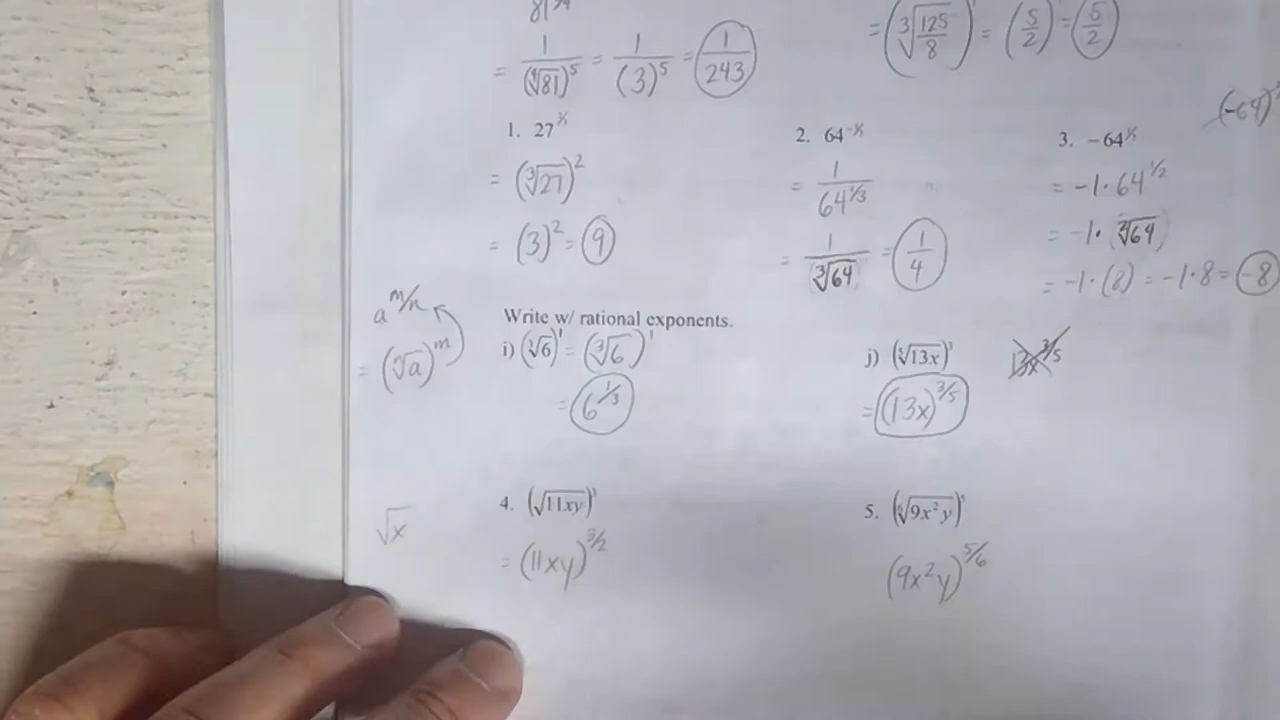 = 1/(⁴√81)⁵ = 1/(3)⁵ = 1/243
= (³√(125/8)) = (5/2) = 5/2
1. 27
= (³√27)²
= (3)² = 9
2. 64
= 1/64^(1/3)
= 1/(³√64) = 1/4
3. −64
= −1·64^(1/2)
= −1·²√64
= −1·(8) = −1·8 = −8
a^(m/n)
= (ⁿ√a)^m
Write w/ rational exponents.
i) (³√6)¹ = (³√6)¹
= 6^(1/3)
j) (⁵√13x)³
= (13x)^(3/5)
√x
4. (√11xy)³
= (11xy)^(3/2)
5. (⁶√9x²y)⁵
(9x²y)^(5/6)